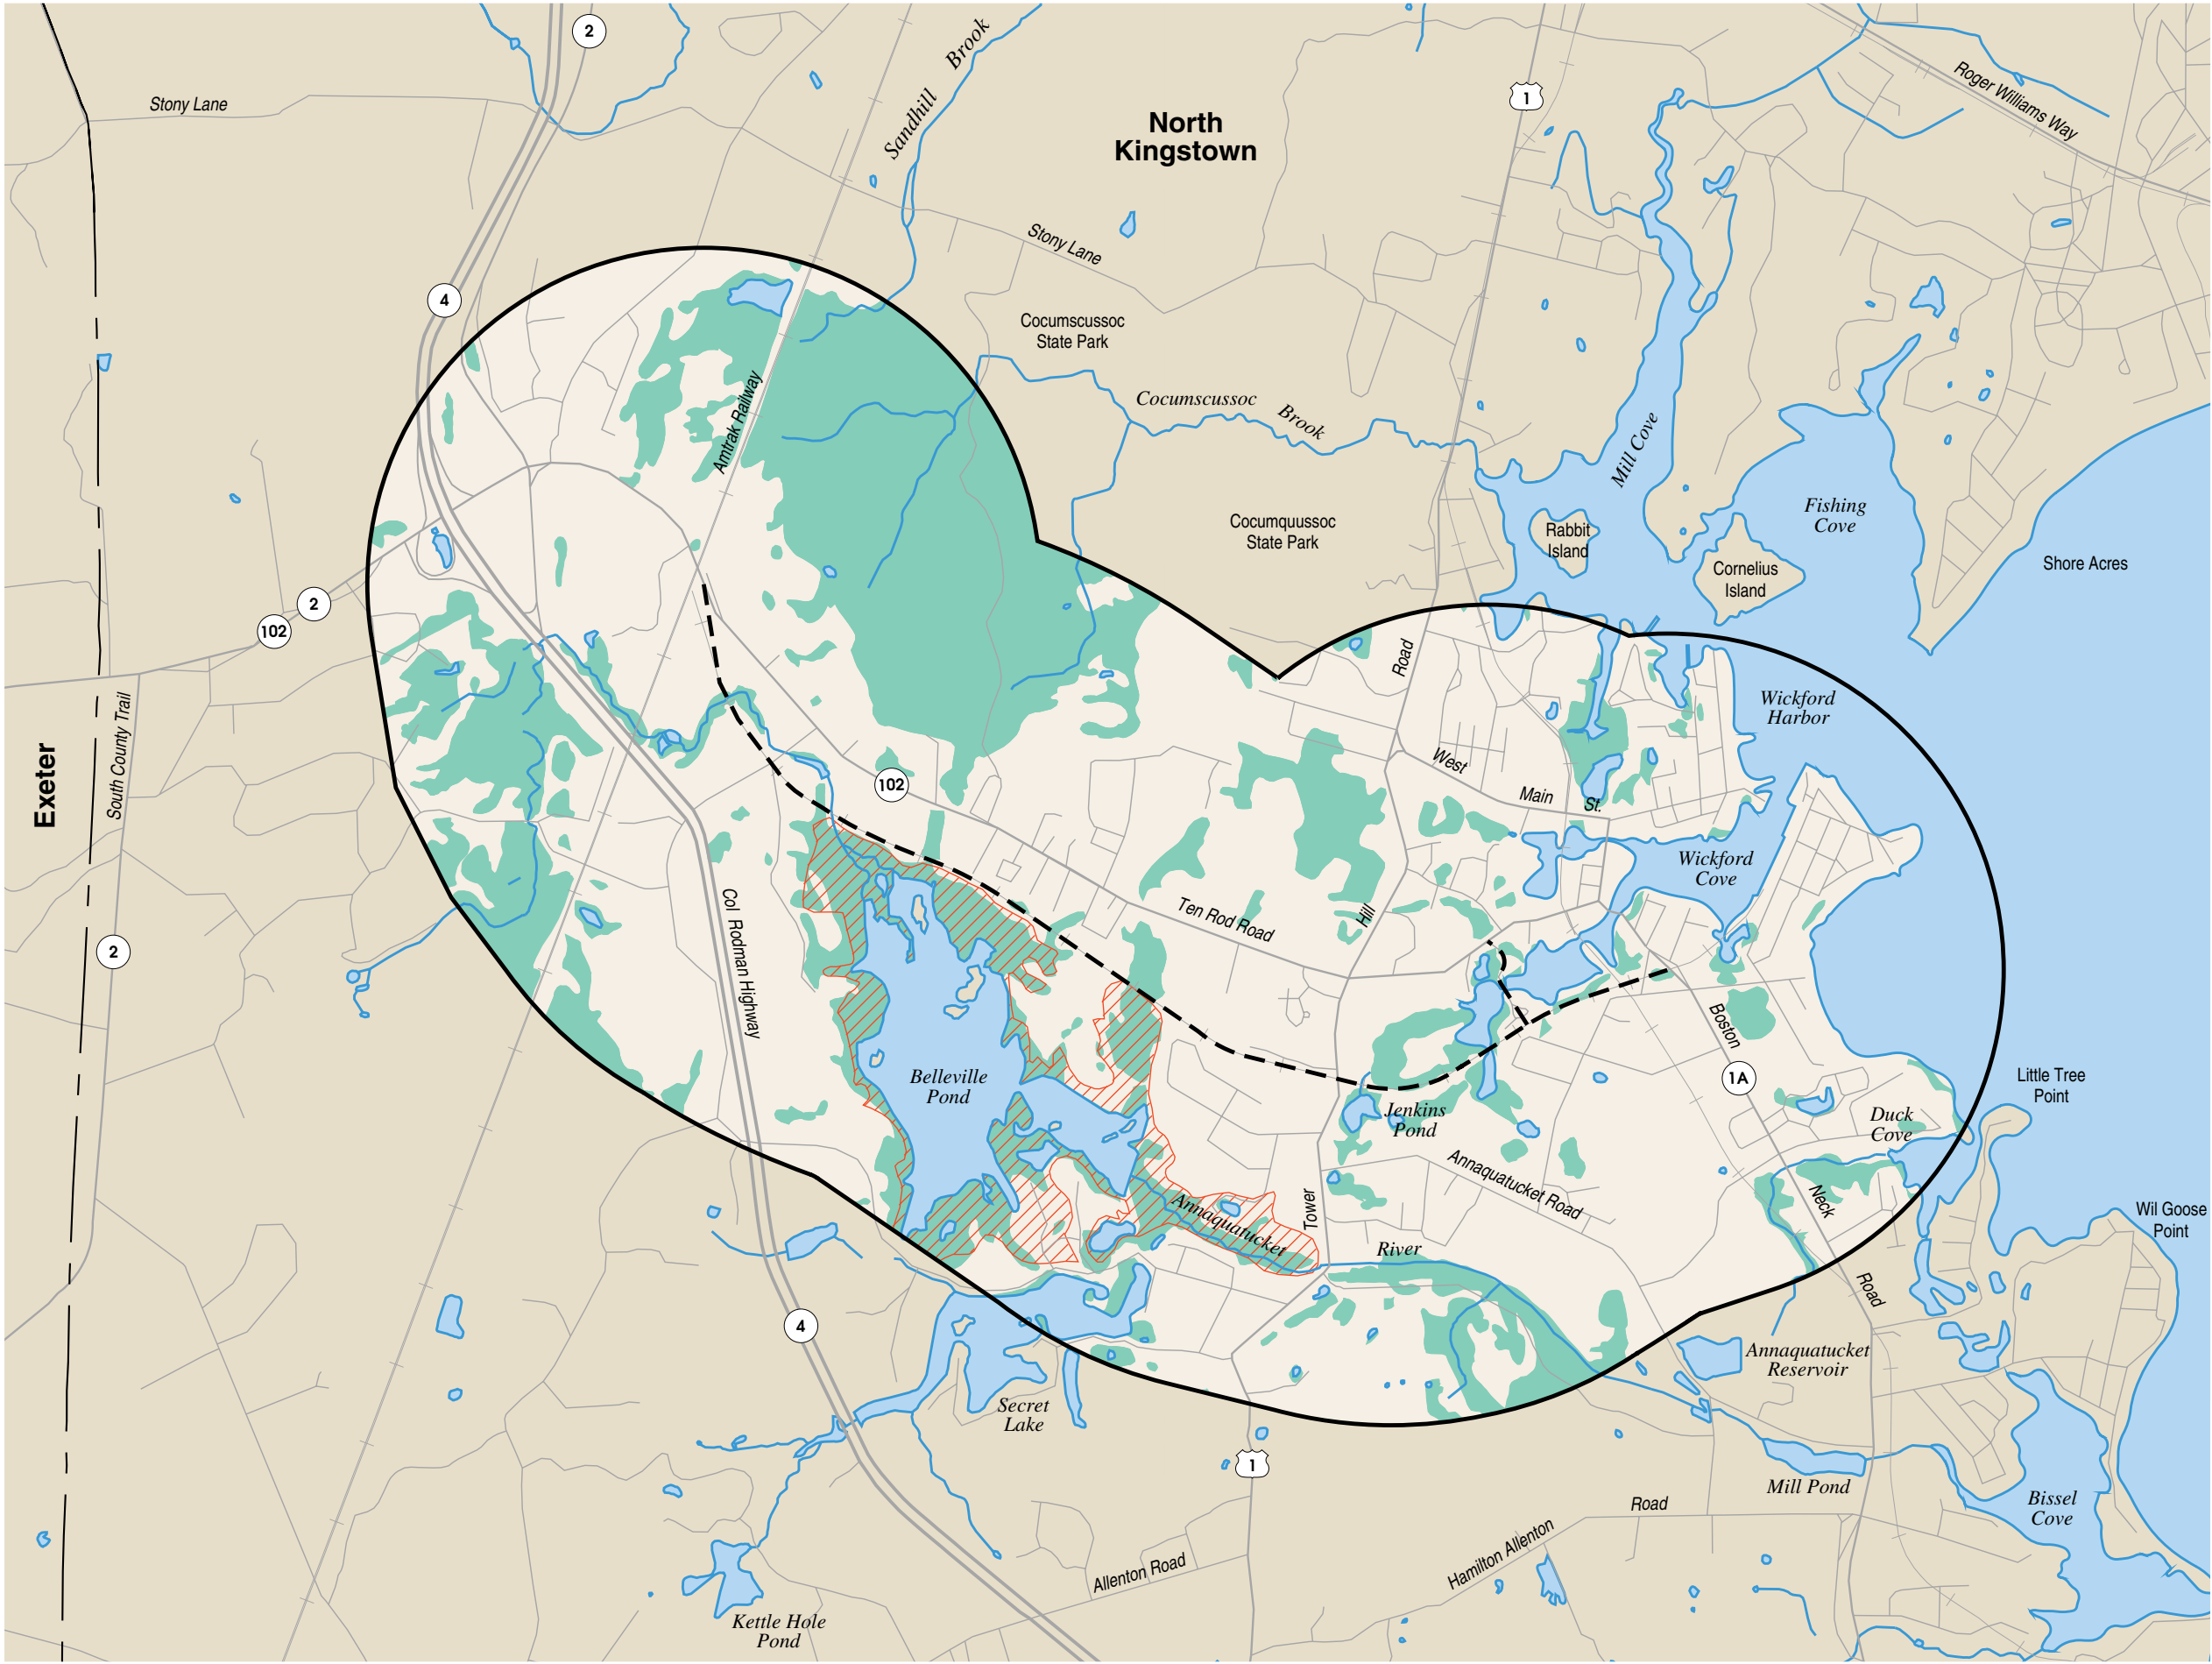 2
Stony Lane
Sandhill
Brook
North
Kingstown
1
Roger Williams Way
Stony Lane
4
Cocumscussoc
State Park
Cocumscussoc
Brook
Amtrak Railway
Mill Cove
Fishing
Cove
Cocumquussoc
State Park
Rabbit
Island
Cornelius
Island
Shore Acres
2
102
Road
Wickford
Harbor
South County Trail
Exeter
West
Main
St.
102
Wickford
Cove
Ten Rod Road
Hill
Col Rodman Highway
2
Boston
1A
Belleville
Pond
Jenkins
Pond
Little Tree
Point
Duck
Cove
Annaquatucket Road
Neck
Tower
Annaquatucket
River
Wil Goose
Point
Road
4
Annaquatucket
Reservoir
Secret
Lake
1
Mill Pond
Bissel
Cove
Road
Hamilton Allenton
Allenton Road
Kettle Hole
Pond